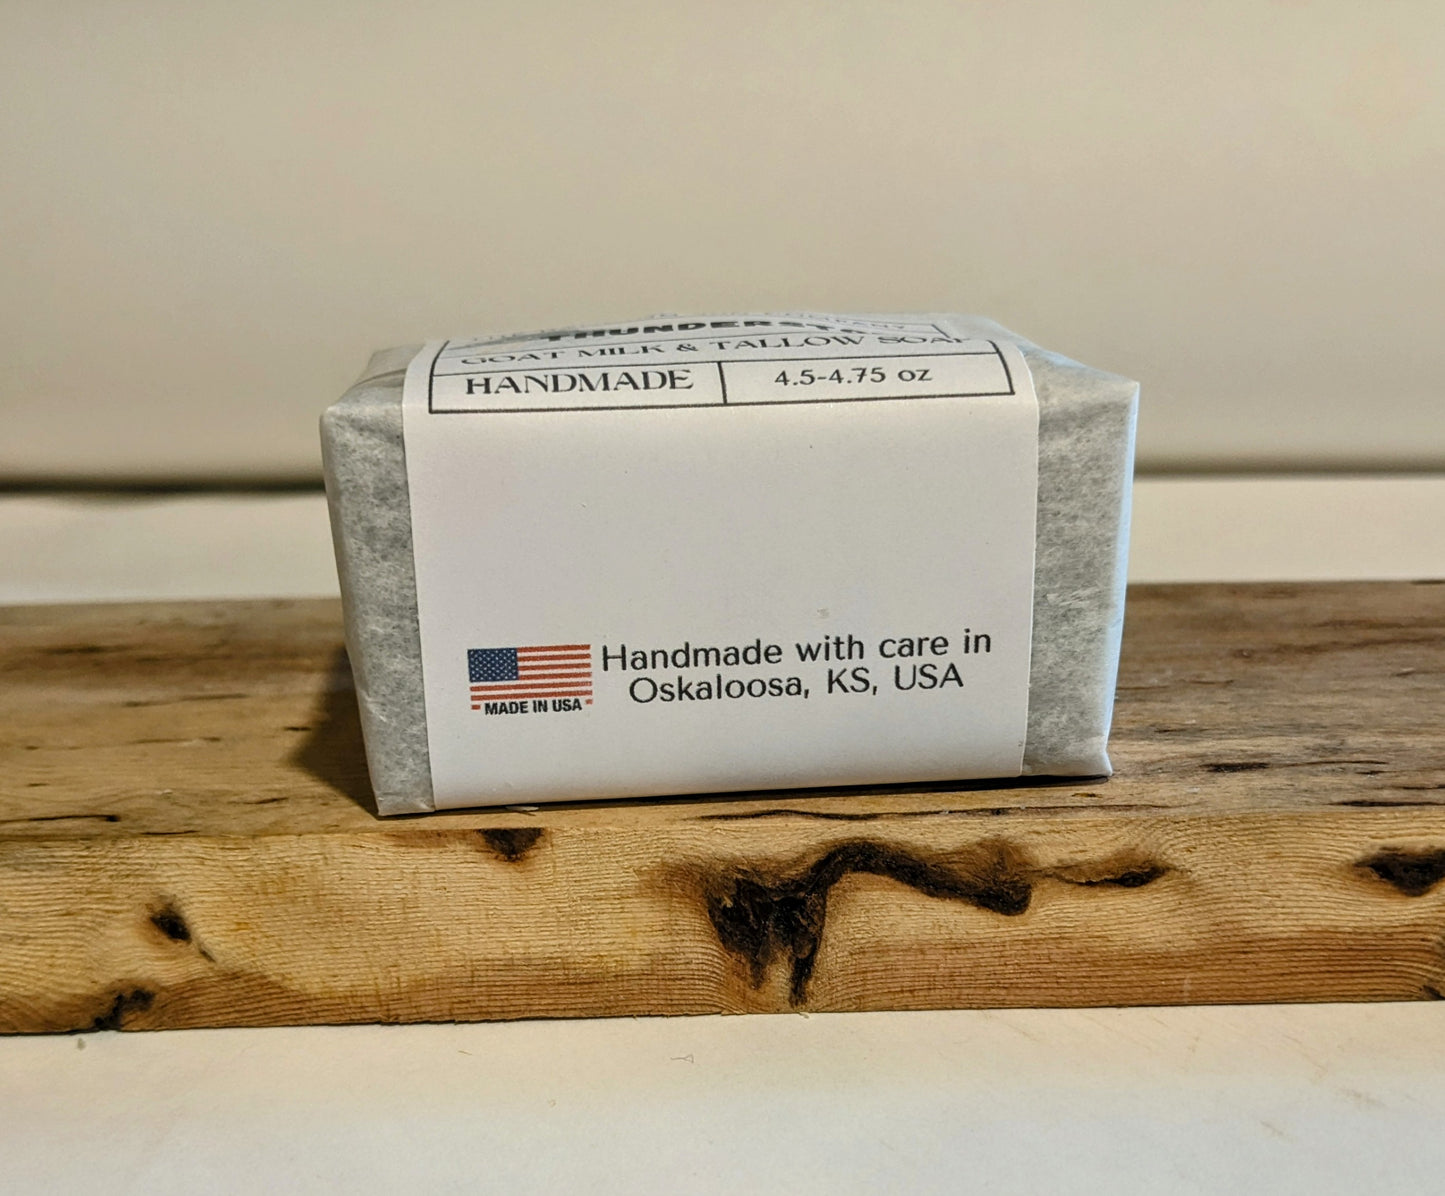 GOAT MILK & TALLOW SOAP
HANDMADE
4.5-4.75 oz
MADE IN USA
Handmade with care in
Oskaloosa, KS, USA